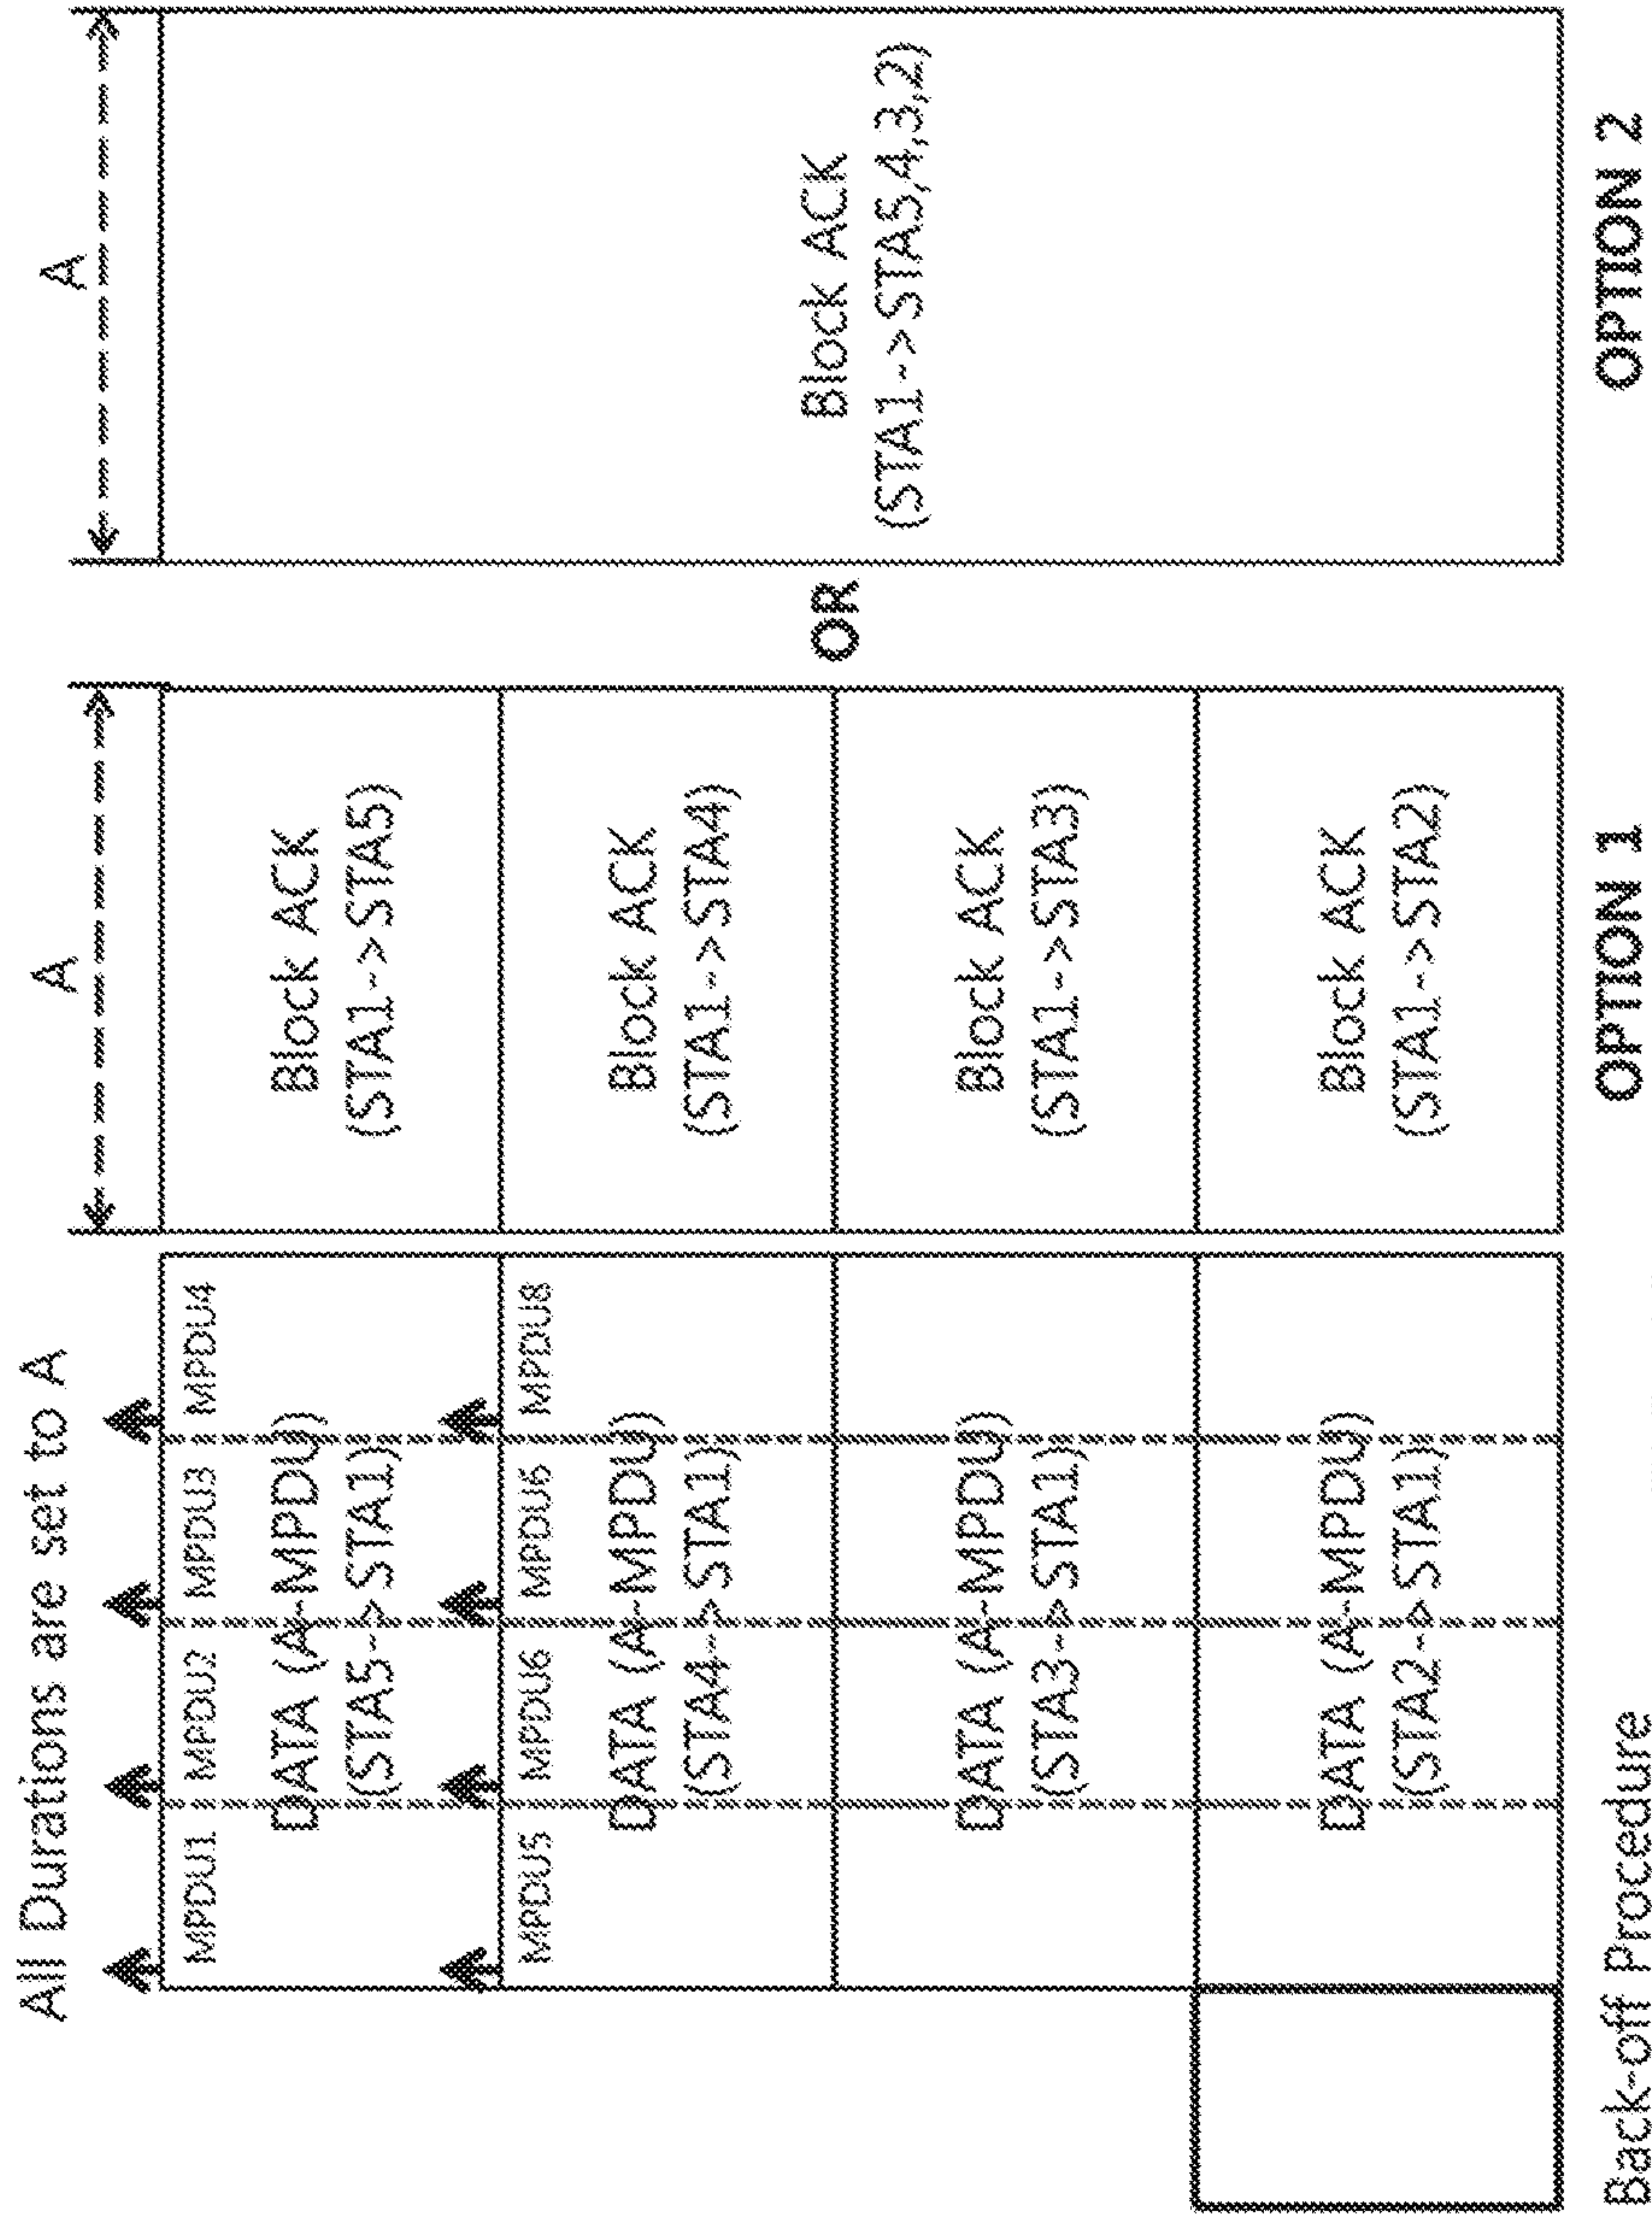 All Durations are set to A
A
A
MPDU1
MPDU2
MPDU3
MPDU4
DATA (A-MPDU)
(STA5->STA1)
Block ACK
(STA1->STA5)
MPDU5
MPDU6
MPDU6
MPDU8
DATA (A-MPDU)
(STA4->STA1)
Block ACK
(STA1->STA4)
OR
Block ACK
(STA1->STA5,4,3,2)
DATA (A-MPDU)
(STA3->STA1)
Block ACK
(STA1->STA3)
DATA (A-MPDU)
(STA2->STA1)
Block ACK
(STA1->STA2)
Back-off Procedure
OPTION 1
OPTION 2